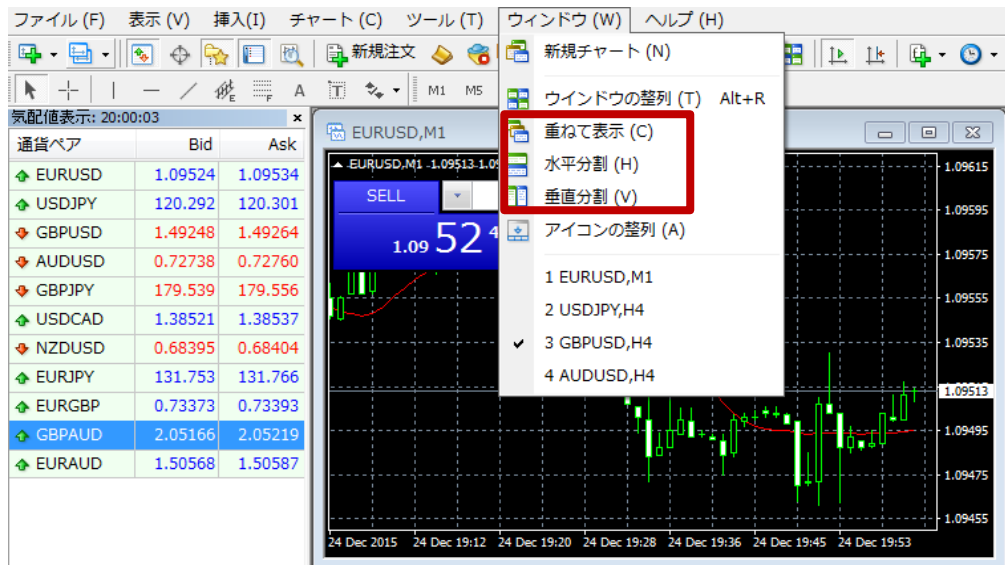 ファイル (F) 表示 (V) 挿入(I) チャート (C) ツール (T) ウィンドウ (W) ヘルプ (H)
新規注文
新規チャート (N)
ウインドウの整列 (T) Alt+R
重ねて表示 (C)
水平分割 (H)
垂直分割 (V)
アイコンの整列 (A)
1 EURUSD,M1
2 USDJPY,H4
3 GBPUSD,H4
4 AUDUSD,H4
E F A T M1 M5
気配値表示: 20:00:03
通貨ペア Bid Ask
EURUSD 1.09524 1.09534
USDJPY 120.292 120.301
GBPUSD 1.49248 1.49264
AUDUSD 0.72738 0.72760
GBPJPY 179.539 179.556
USDCAD 1.38521 1.38537
NZDUSD 0.68395 0.68404
EURJPY 131.753 131.766
EURGBP 0.73373 0.73393
GBPAUD 2.05166 2.05219
EURAUD 1.50568 1.50587
EURUSD,M1
EURUSD,M1 1.09513
SELL
1.09 52 4
1.09615
1.09595
1.09575
1.09555
1.09535
1.09513
1.09495
1.09475
1.09455
24 Dec 2015 24 Dec 19:12 24 Dec 19:20 24 Dec 19:28 24 Dec 19:36 24 Dec 19:45 24 Dec 19:53